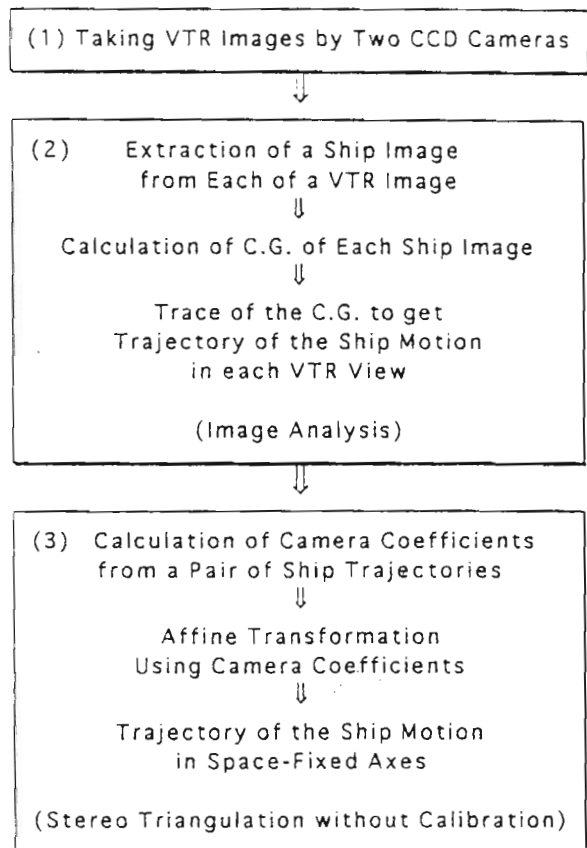 (1) Taking VTR Images by Two CCD Cameras
(2) Extraction of a Ship Image
from Each of a VTR Image
⇓
Calculation of C.G. of Each Ship Image
⇓
Trace of the C.G. to get
Trajectory of the Ship Motion
in each VTR View
(Image Analysis)
(3) Calculation of Camera Coefficients
from a Pair of Ship Trajectories
⇓
Affine Transformation
Using Camera Coefficients
⇓
Trajectory of the Ship Motion
in Space-Fixed Axes
(Stereo Triangulation without Calibration)